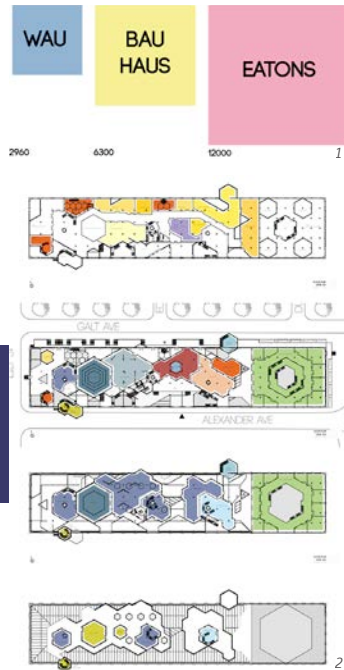 WAU
BAU
HAUS
EATONS
2960
6300
12000
1
GALT AVE
ALEXANDER AVE
2